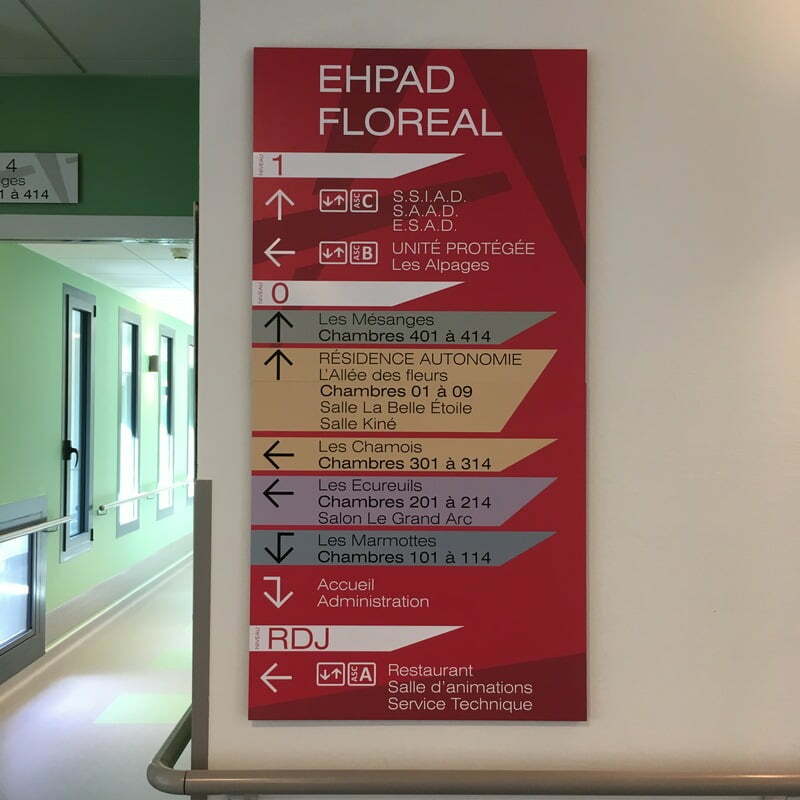 4
ges
1 à 414
EHPAD
FLOREAL
NIVEAU 1
ASC C S.S.I.A.D.
S.A.A.D.
E.S.A.D.
ASC B UNITÉ PROTÉGÉE
Les Alpages
NIVEAU 0
Les Mésanges
Chambres 401 à 414
RÉSIDENCE AUTONOMIE
L'Allée des fleurs
Chambres 01 à 09
Salle La Belle Étoile
Salle Kiné
Les Chamois
Chambres 301 à 314
Les Ecureuils
Chambres 201 à 214
Salon Le Grand Arc
Les Marmottes
Chambres 101 à 114
Accueil
Administration
NIVEAU RDJ
ASC A Restaurant
Salle d'animations
Service Technique